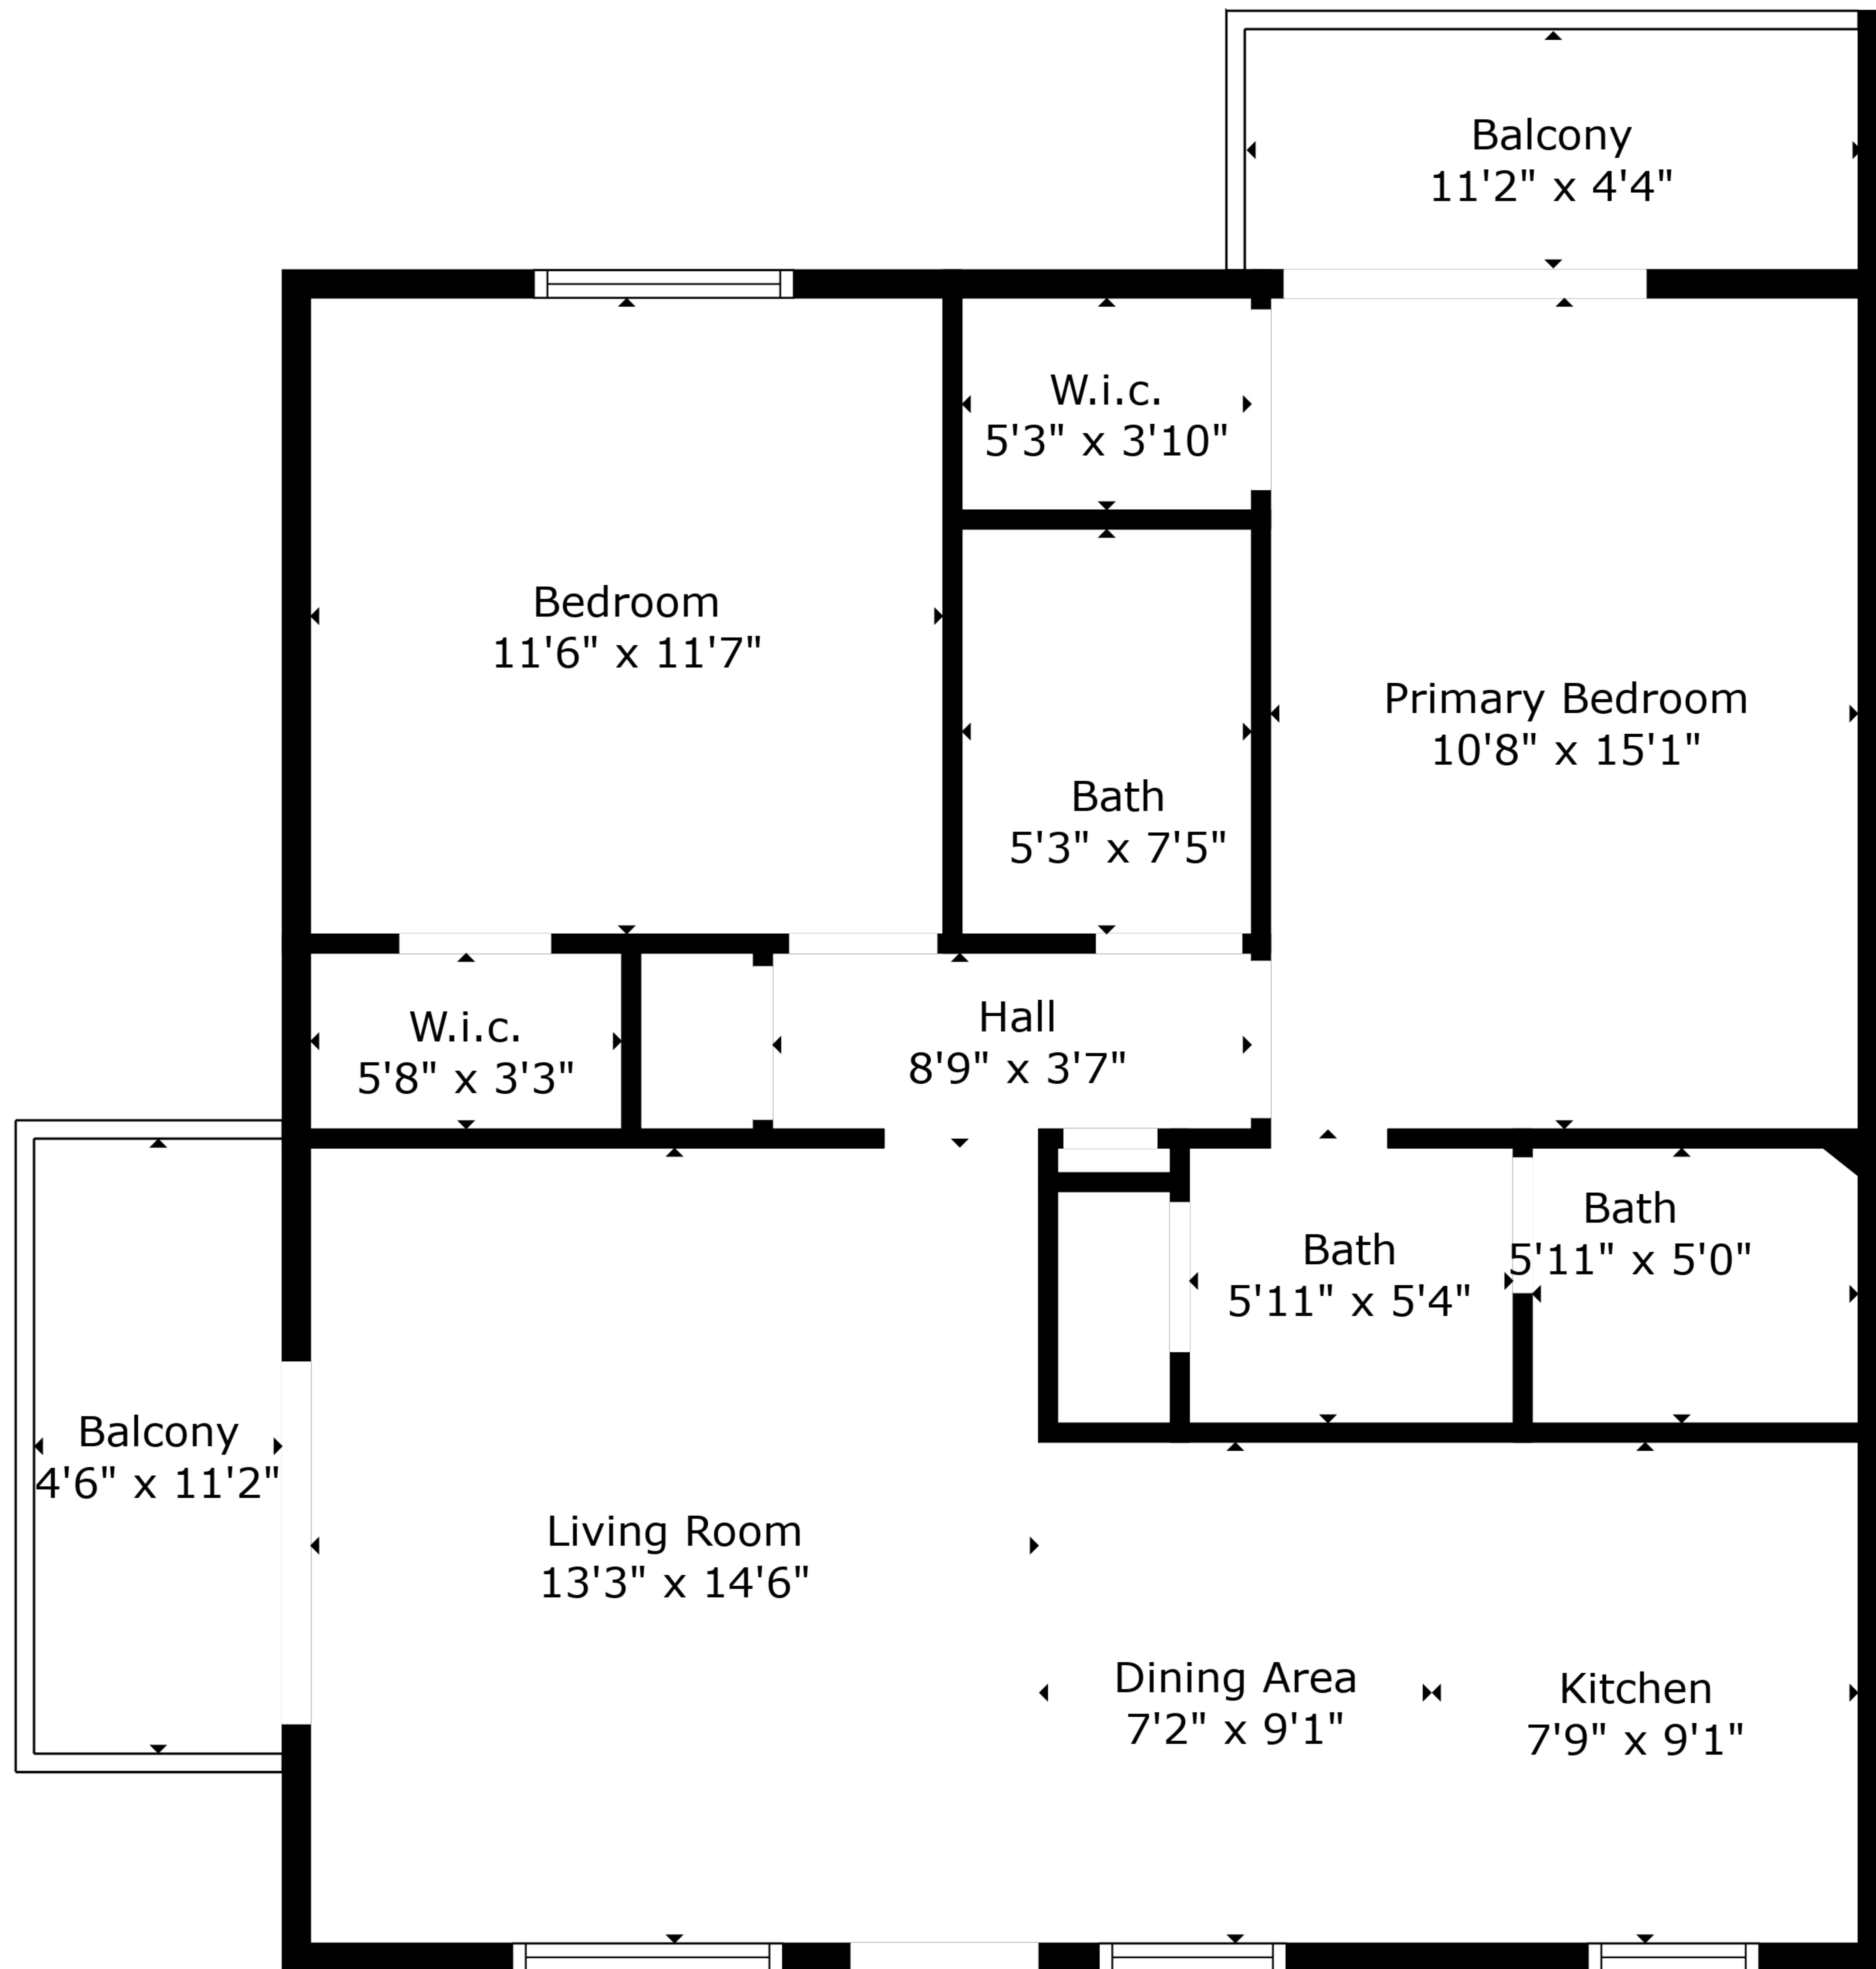 Balcony
11'2" x 4'4"
W.i.c.
5'3" x 3'10"
Bedroom
11'6" x 11'7"
Primary Bedroom
10'8" x 15'1"
Bath
5'3" x 7'5"
Hall
8'9" x 3'7"
W.i.c.
5'8" x 3'3"
Bath
5'11" x 5'0"
Bath
5'11" x 5'4"
Balcony
4'6" x 11'2"
Living Room
13'3" x 14'6"
Dining Area
7'2" x 9'1"
Kitchen
7'9" x 9'1"